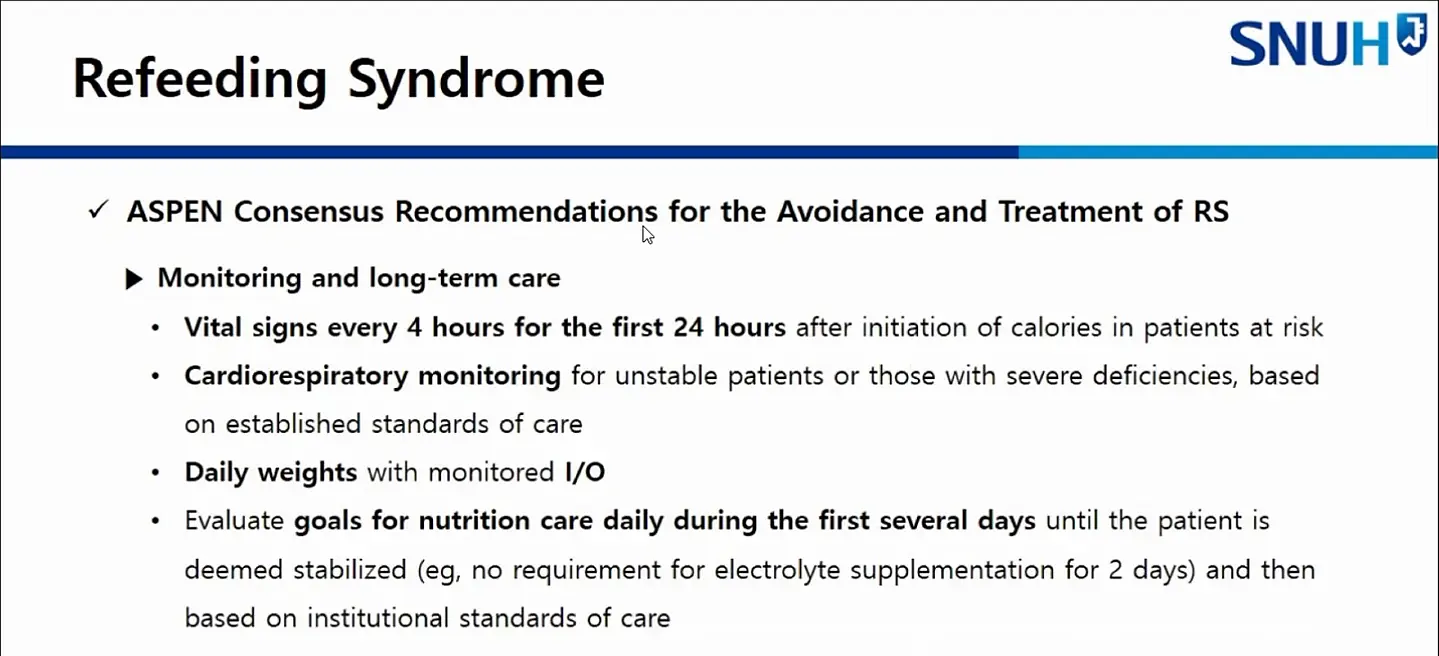 SNUH
Refeeding Syndrome
✓ ASPEN Consensus Recommendations for the Avoidance and Treatment of RS
▶ Monitoring and long-term care
• Vital signs every 4 hours for the first 24 hours after initiation of calories in patients at risk
• Cardiorespiratory monitoring for unstable patients or those with severe deficiencies, based
on established standards of care
• Daily weights with monitored I/O
• Evaluate goals for nutrition care daily during the first several days until the patient is
deemed stabilized (eg, no requirement for electrolyte supplementation for 2 days) and then
based on institutional standards of care